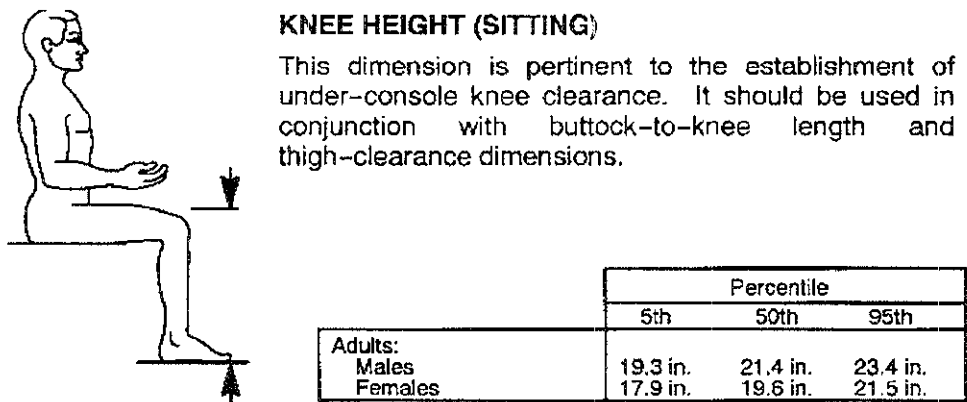 KNEE HEIGHT (SITTING)
This dimension is pertinent to the establishment of
under-console knee clearance. It should be used in
conjunction with buttock-to-knee length and
thigh-clearance dimensions.
Percentile
5th 50th 95th
Adults:
Males 19.3 in. 21.4 in. 23.4 in.
Females 17.9 in. 19.6 in. 21.5 in.